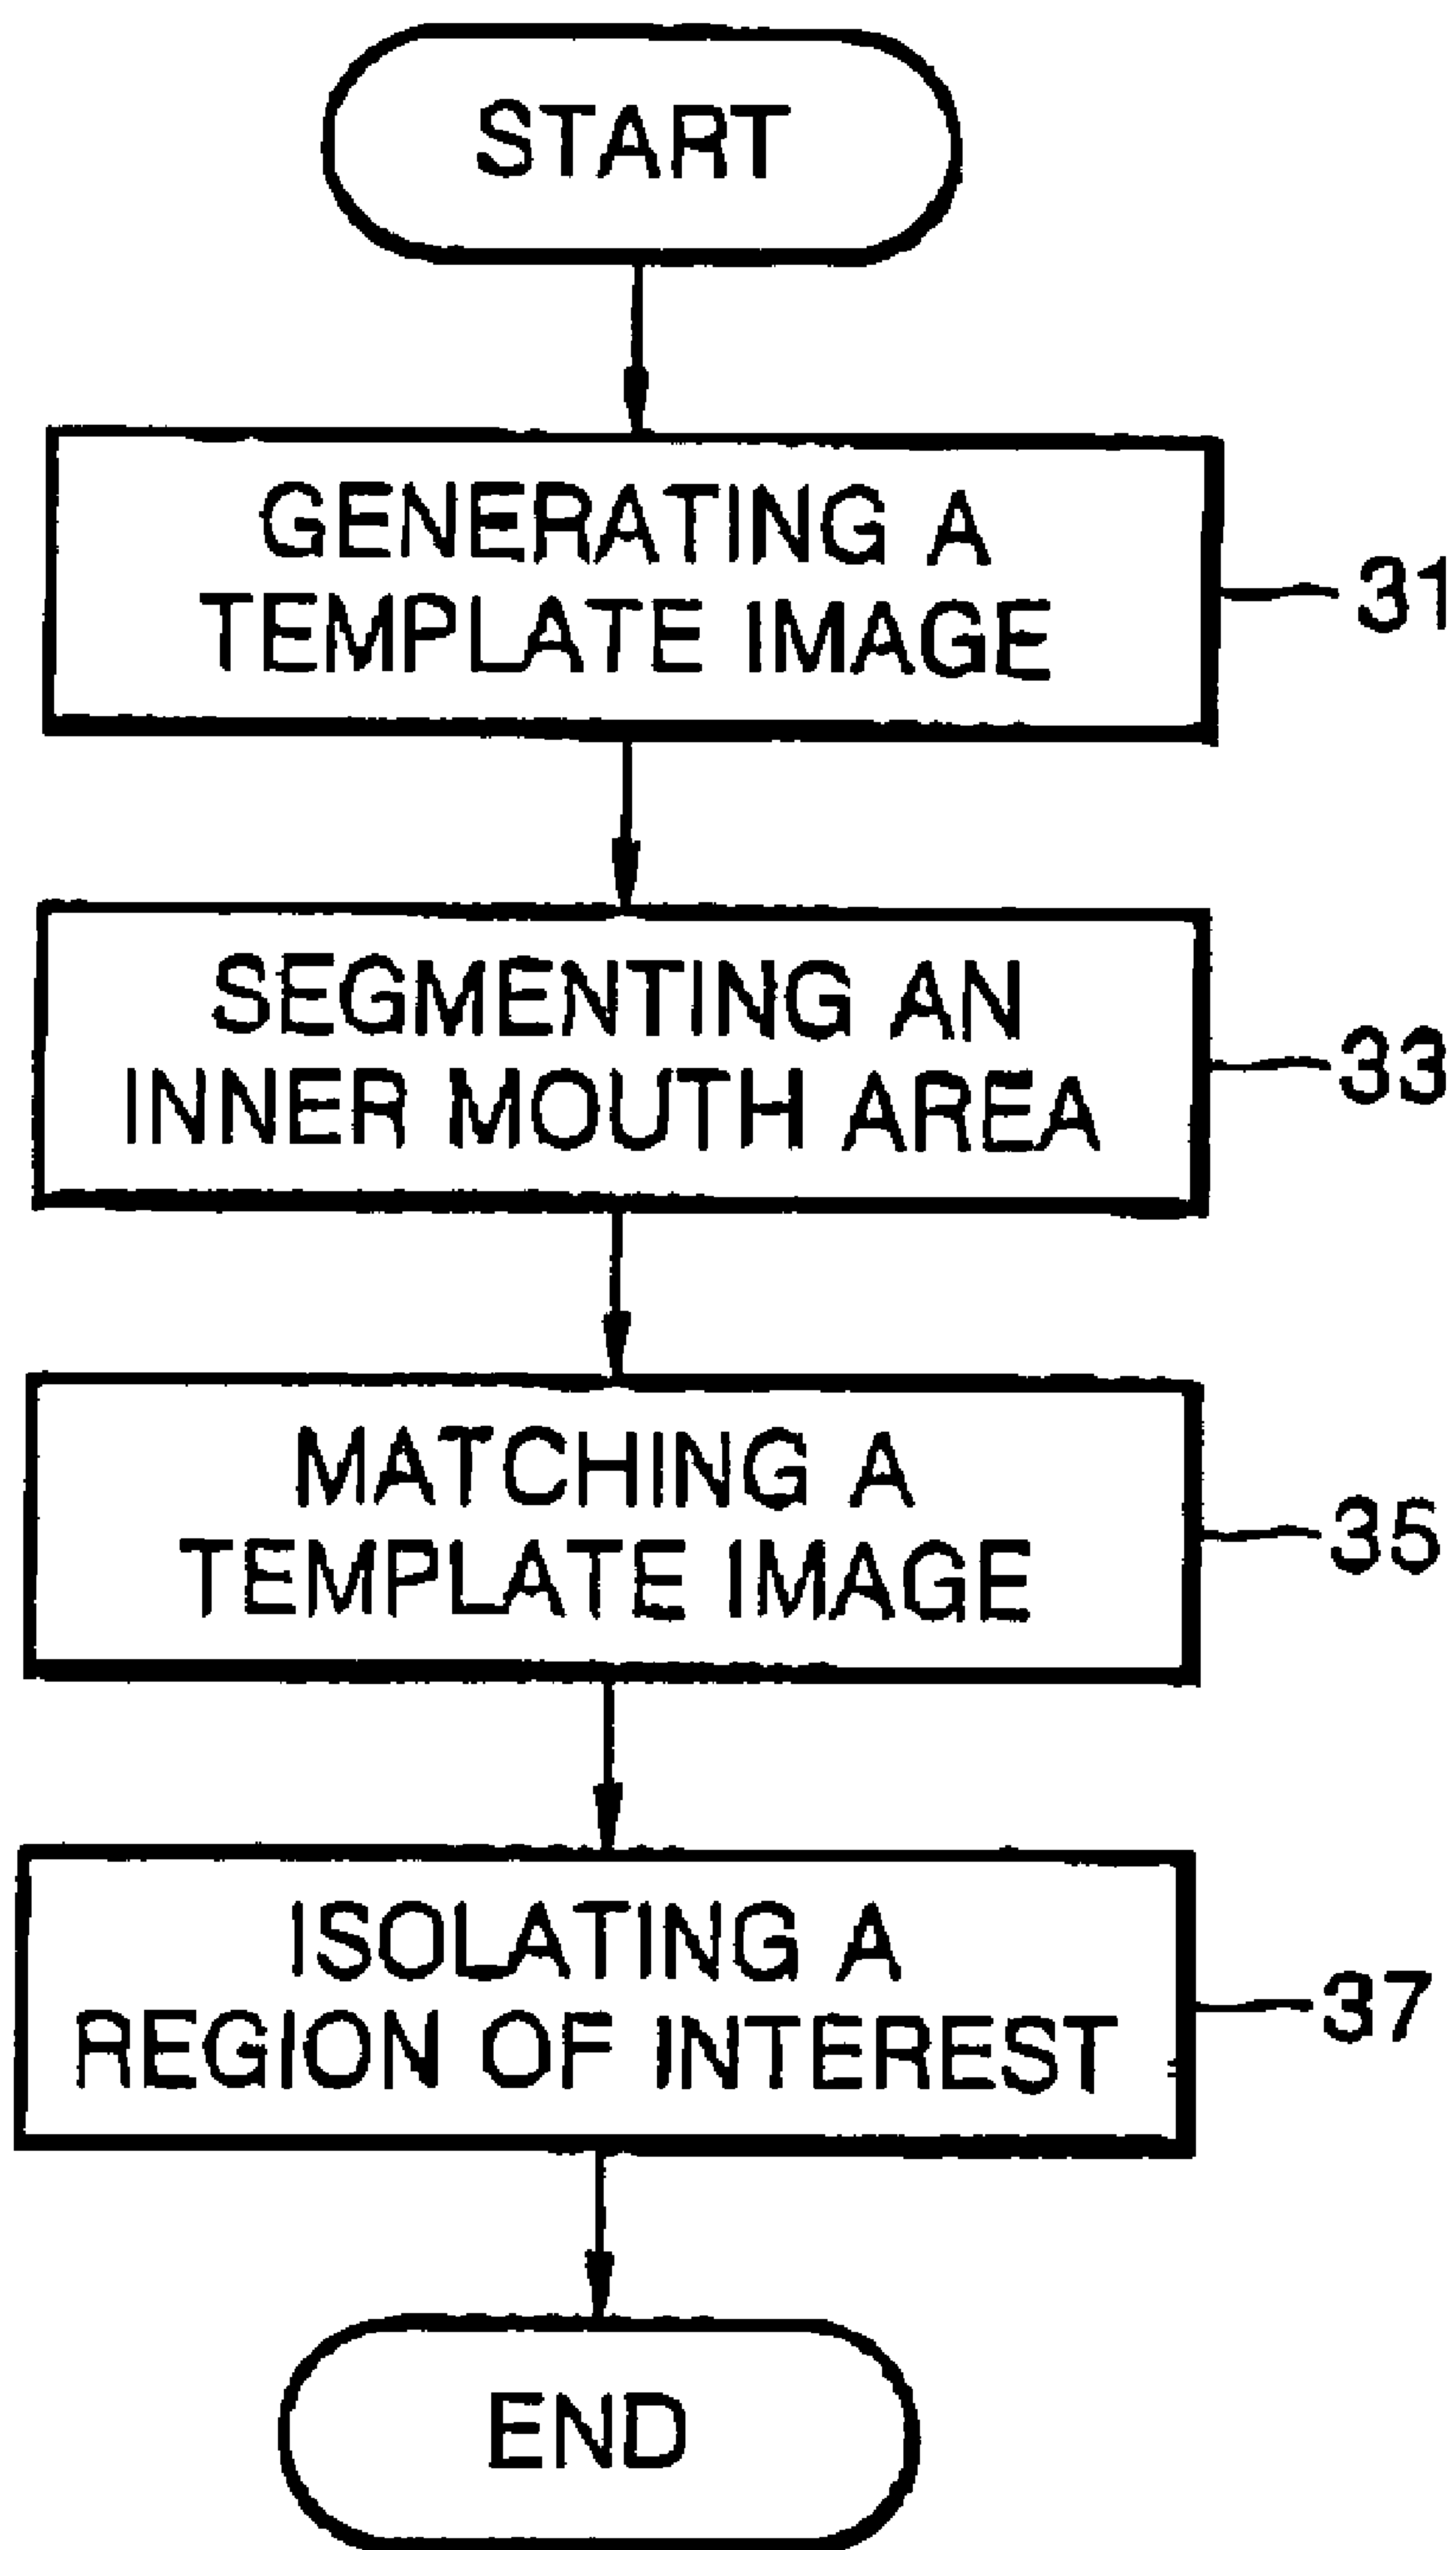 START
GENERATING A
TEMPLATE IMAGE
31
SEGMENTING AN
INNER MOUTH AREA
33
MATCHING A
TEMPLATE IMAGE
35
ISOLATING A
REGION OF INTEREST
37
END